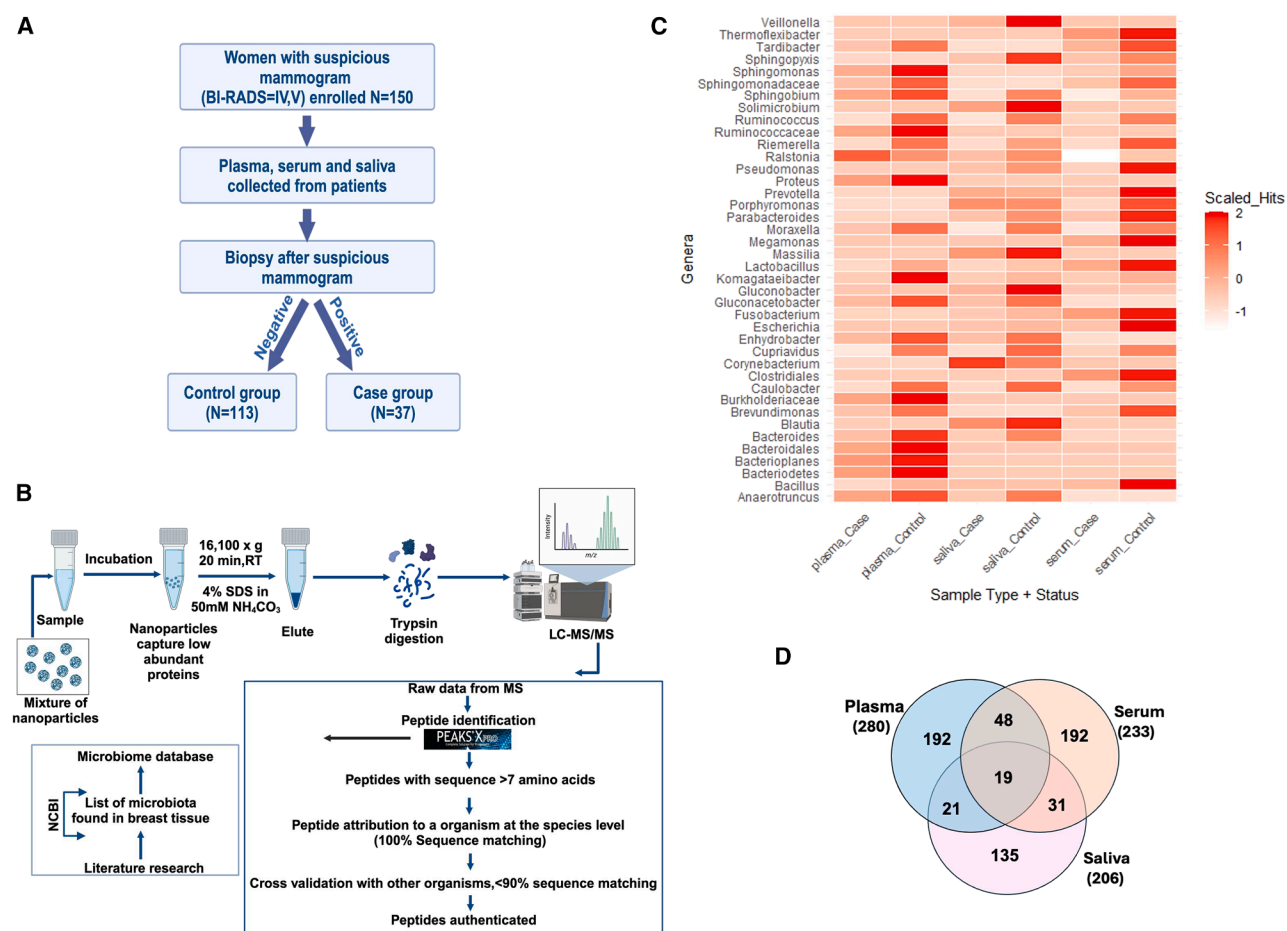 A
Women with suspicious
mammogram
(BI-RADS=IV,V) enrolled N=150
Plasma, serum and saliva
collected from patients
Biopsy after suspicious
mammogram
Negative
Positive
Control group
(N=113)
Case group
(N=37)
B
Sample
Mixture of
nanoparticles
Incubation
Nanoparticles
capture low
abundant
proteins
16,100 x g
20 min,RT
4% SDS in
50mM NH₄CO₃
Elute
Trypsin
digestion
Intensity
m/z
LC-MS/MS
Raw data from MS
Peptide identification
PEAKS X PRO
Peptides with sequence >7 amino acids
Peptide attribution to a organism at the species level
(100% Sequence matching)
Cross validation with other organisms,<90% sequence matching
Peptides authenticated
Microbiome database
NCBI
List of microbiota
found in breast tissue
Literature research
C
Genera
Veillonella
Thermoflexibacter
Tardibacter
Sphingopyxis
Sphingomonas
Sphingomonadaceae
Sphingobium
Solimicrobium
Ruminococcus
Ruminococcaceae
Riemerella
Ralstonia
Pseudomonas
Proteus
Prevotella
Porphyromonas
Parabacteroides
Moraxella
Megamonas
Massilia
Lactobacillus
Komagataeibacter
Gluconobacter
Gluconacetobacter
Fusobacterium
Escherichia
Enhydrobacter
Cupriavidus
Corynebacterium
Clostridiales
Caulobacter
Burkholderiaceae
Brevundimonas
Blautia
Bacteroides
Bacteroidales
Bacterioplanes
Bacteriodetes
Bacillus
Anaerotruncus
plasma_Case
plasma_Control
saliva_Case
saliva_Control
serum_Case
serum_Control
Sample Type + Status
Scaled_Hits
2
1
0
-1
D
Plasma
(280)
Serum
(233)
Saliva
(206)
192
48
192
19
21
31
135